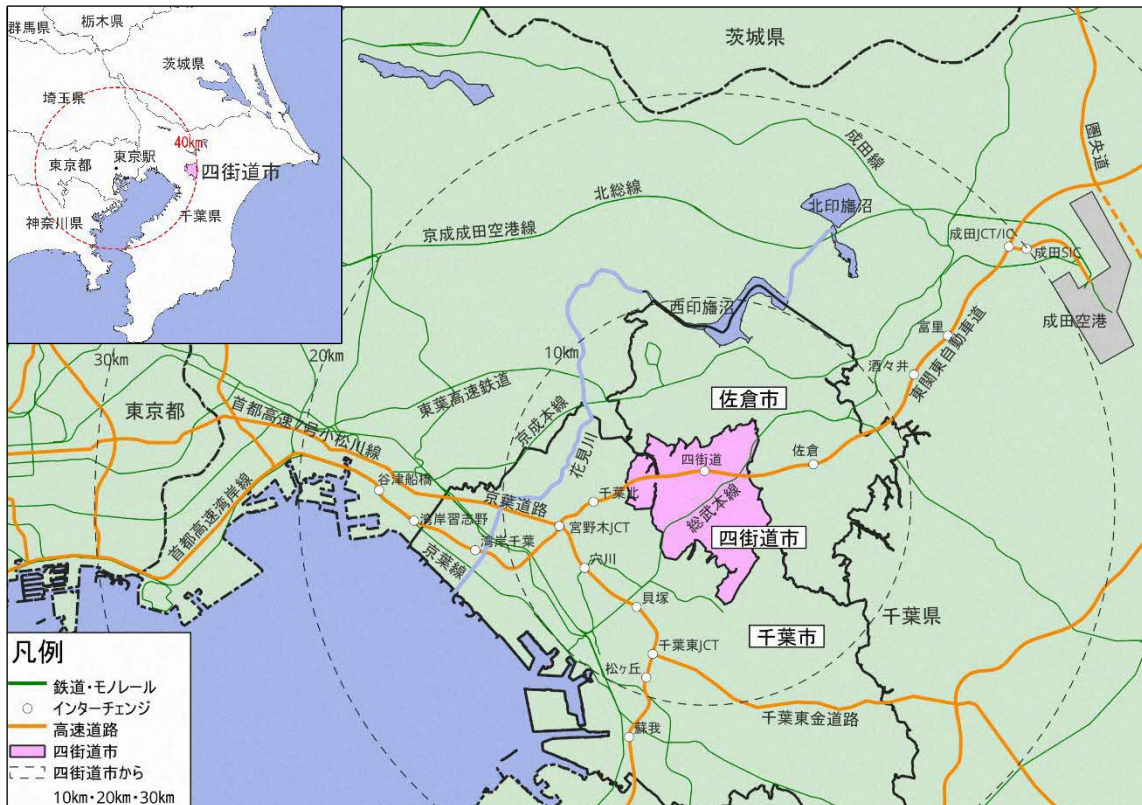 群馬県
栃木県
茨城県
埼玉県
40km
東京都
東京駅
四街道市
神奈川県
千葉県
茨城県
圏央道
成田線
北総線
北印旛沼
京成成田空港線
成田JCT/IC
成田SIC
西印旛沼
成田空港
富里
30km
20km
10km
酒々井
東関東自動車道
東葉高速鉄道
東京都
首都高速7号小松川線
京成本線
佐倉市
花見川
四街道
佐倉
谷津船橋
千葉北
首都高速湾岸線
京葉道路
総武本線
湾岸習志野
宮野木JCT
四街道市
湾岸千葉
京葉線
穴川
貝塚
千葉県
千葉市
千葉東JCT
松ヶ丘
千葉東金道路
蘇我
凡例
鉄道・モノレール
インターチェンジ
高速道路
四街道市
四街道市から
10km・20km・30km